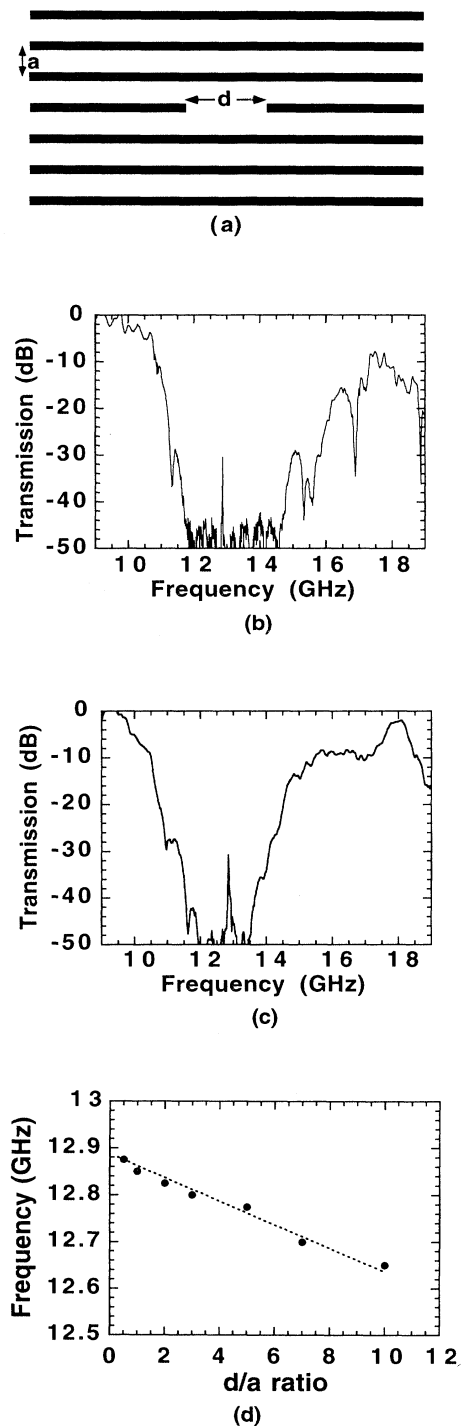 a
d
(a)
0
-10
-20
-30
-40
-50
Transmission (dB)
10 12 14 16 18
Frequency (GHz)
(b)
0
-10
-20
-30
-40
-50
Transmission (dB)
10 12 14 16 18
Frequency (GHz)
(c)
13
12.9
12.8
12.7
12.6
12.5
Frequency (GHz)
0 2 4 6 8 10 12
d/a ratio
(d)